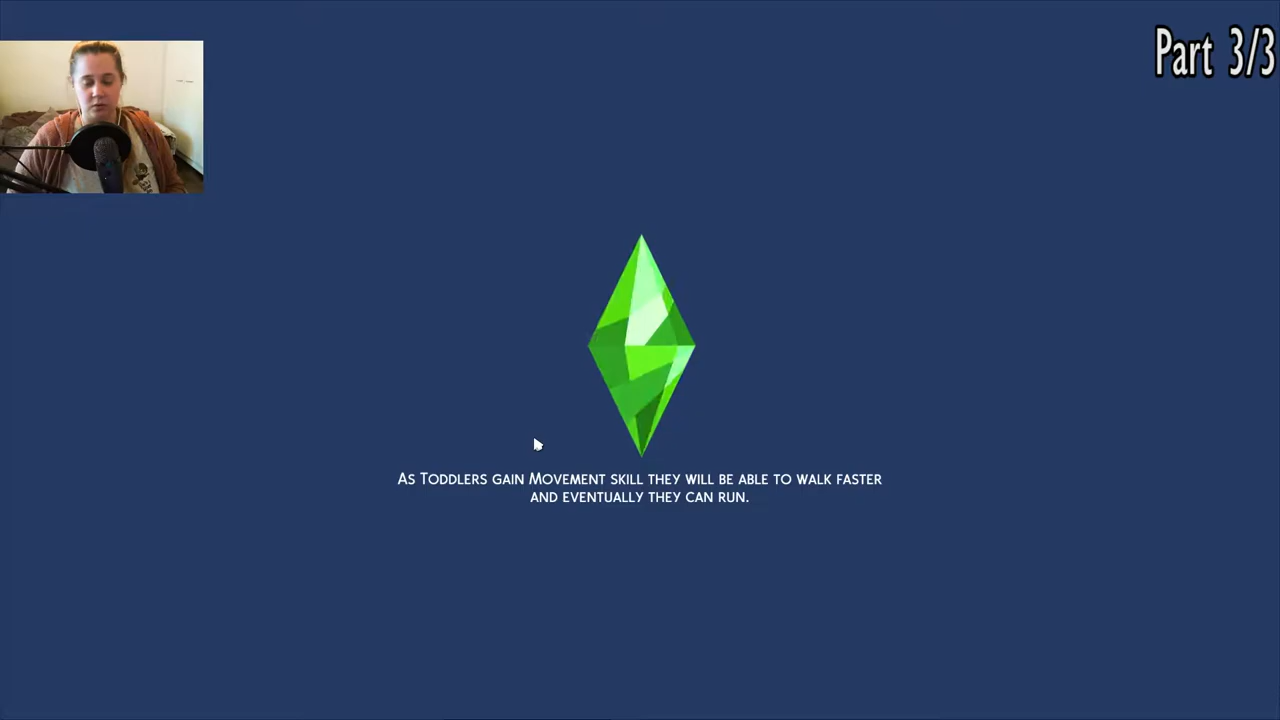 Part 3/3
As Toddlers gain Movement skill they will be able to walk faster
and eventually they can run.